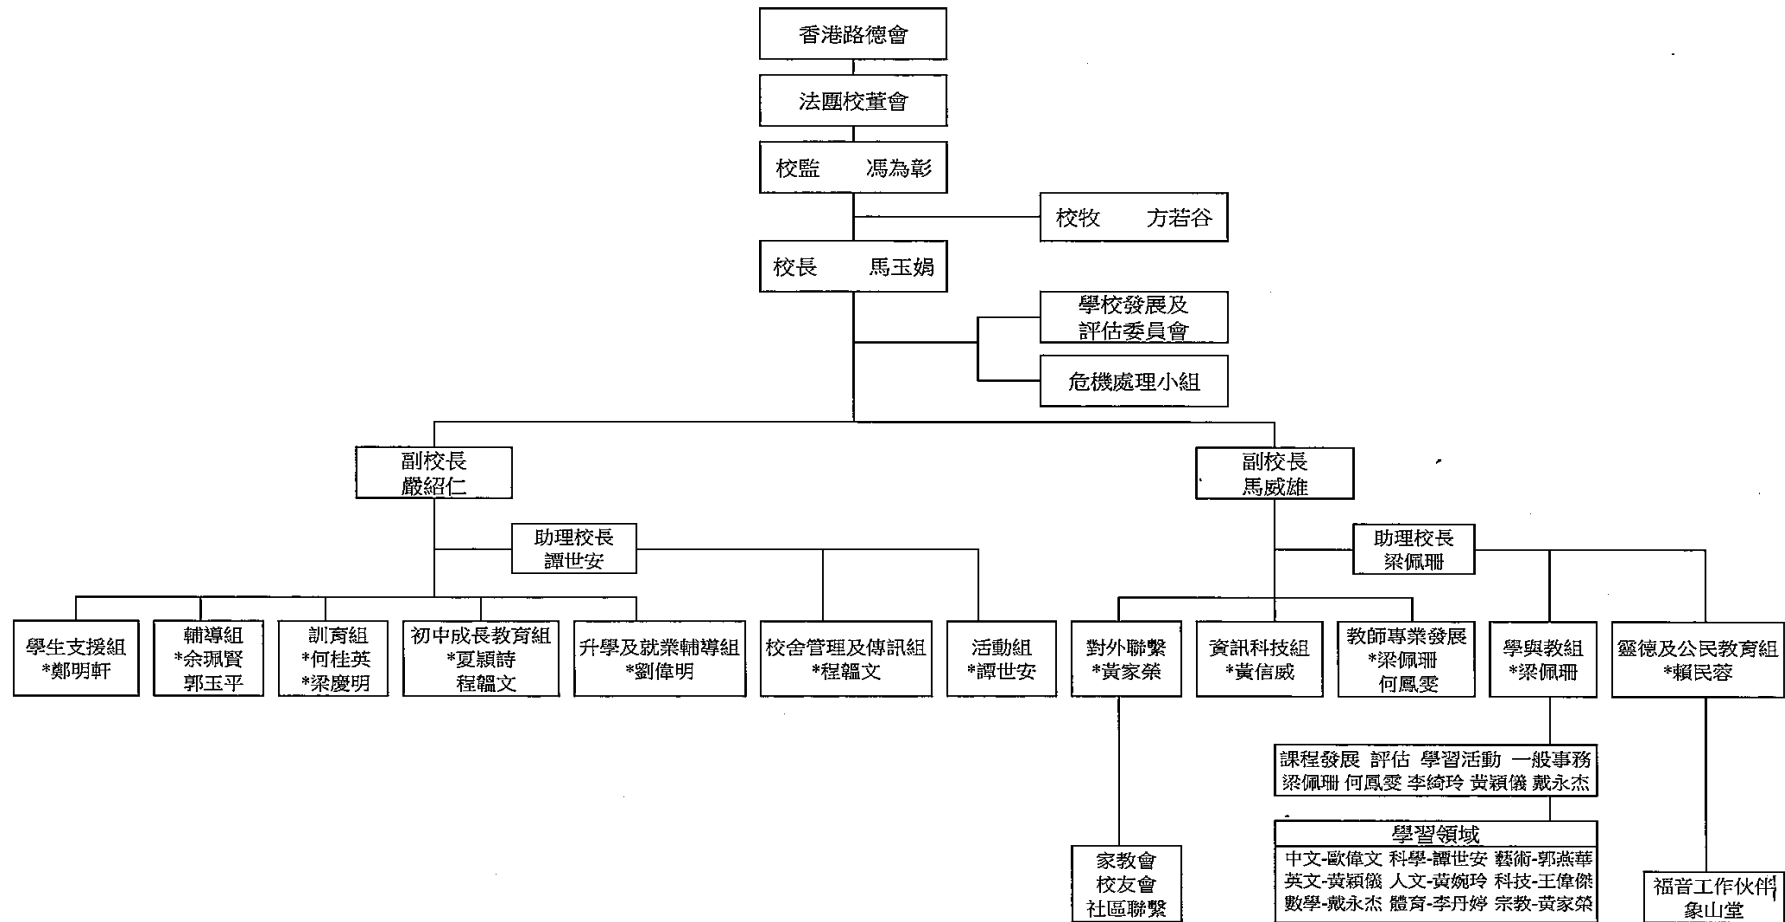 香港路德會
法團校董會
校監 馮為彰
校牧 方若谷
校長 馬玉娟
學校發展及
評估委員會
危機處理小組
副校長
嚴紹仁
副校長
馬威雄
助理校長
譚世安
助理校長
梁佩珊
學生支援組
*鄭明軒
輔導組
*余珮賢
郭玉平
訓育組
*何桂英
*梁慶明
初中成長教育組
*夏穎詩
程韞文
升學及就業輔導組
*劉偉明
校舍管理及傳訊組
*程韞文
活動組
*譚世安
對外聯繫
*黃家榮
資訊科技組
*黃信威
教師專業發展
*梁佩珊
何鳳雯
學與教組
*梁佩珊
靈德及公民教育組
*賴民蓉
課程發展 評估 學習活動 一般事務
梁佩珊 何鳳雯 李綺玲 黃穎儀 戴永杰
學習領域
中文-歐偉文 科學-譚世安 藝術-郭燕華
英文-黃穎儀 人文-黃婉玲 科技-王偉傑
數學-戴永杰 體育-李丹婷 宗教-黃家榮
家教會
校友會
社區聯繫
福音工作伙伴
象山堂